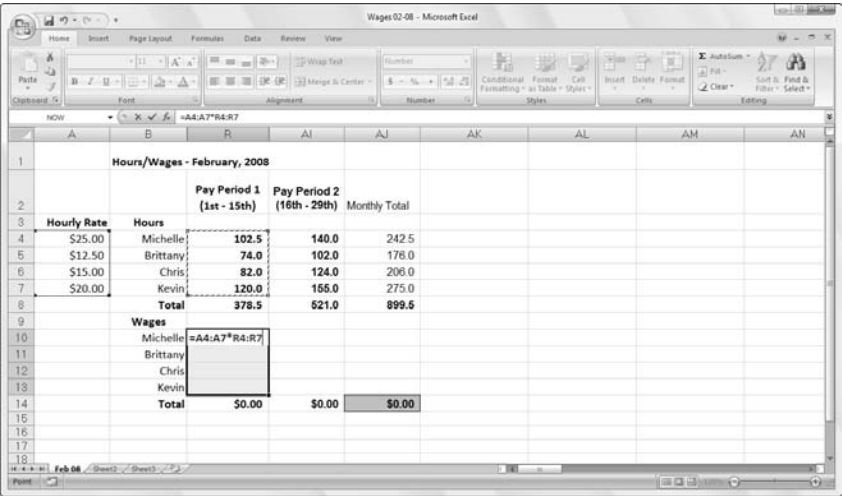 Wages 02-08 - Microsoft Excel
Home Insert Page Layout Formulas Data Review View
Paste
11
Wrap Text
Merge & Center
Number
Conditional Formatting
Format as Table
Cell Styles
Insert Delete Format
AutoSum
Fill
Clear
Sort & Filter
Find & Select
Clipboard Font Alignment Number Styles Cells Editing
NOW =A4:A7*R4:R7
A B R AI AJ AK AL AM AN
1 Hours/Wages - February, 2008
2 Pay Period 1 (1st - 15th) Pay Period 2 (16th - 29th) Monthly Total
3 Hourly Rate Hours
4 $25.00 Michelle 102.5 140.0 242.5
5 $12.50 Brittany 74.0 102.0 176.0
6 $15.00 Chris 82.0 124.0 206.0
7 $20.00 Kevin 120.0 155.0 275.0
8 Total 378.5 521.0 899.5
9 Wages
10 Michelle =A4:A7*R4:R7
11 Brittany
12 Chris
13 Kevin
14 Total $0.00 $0.00 $0.00
15
16
17
18
Feb 08 Sheet2 Sheet3
Point